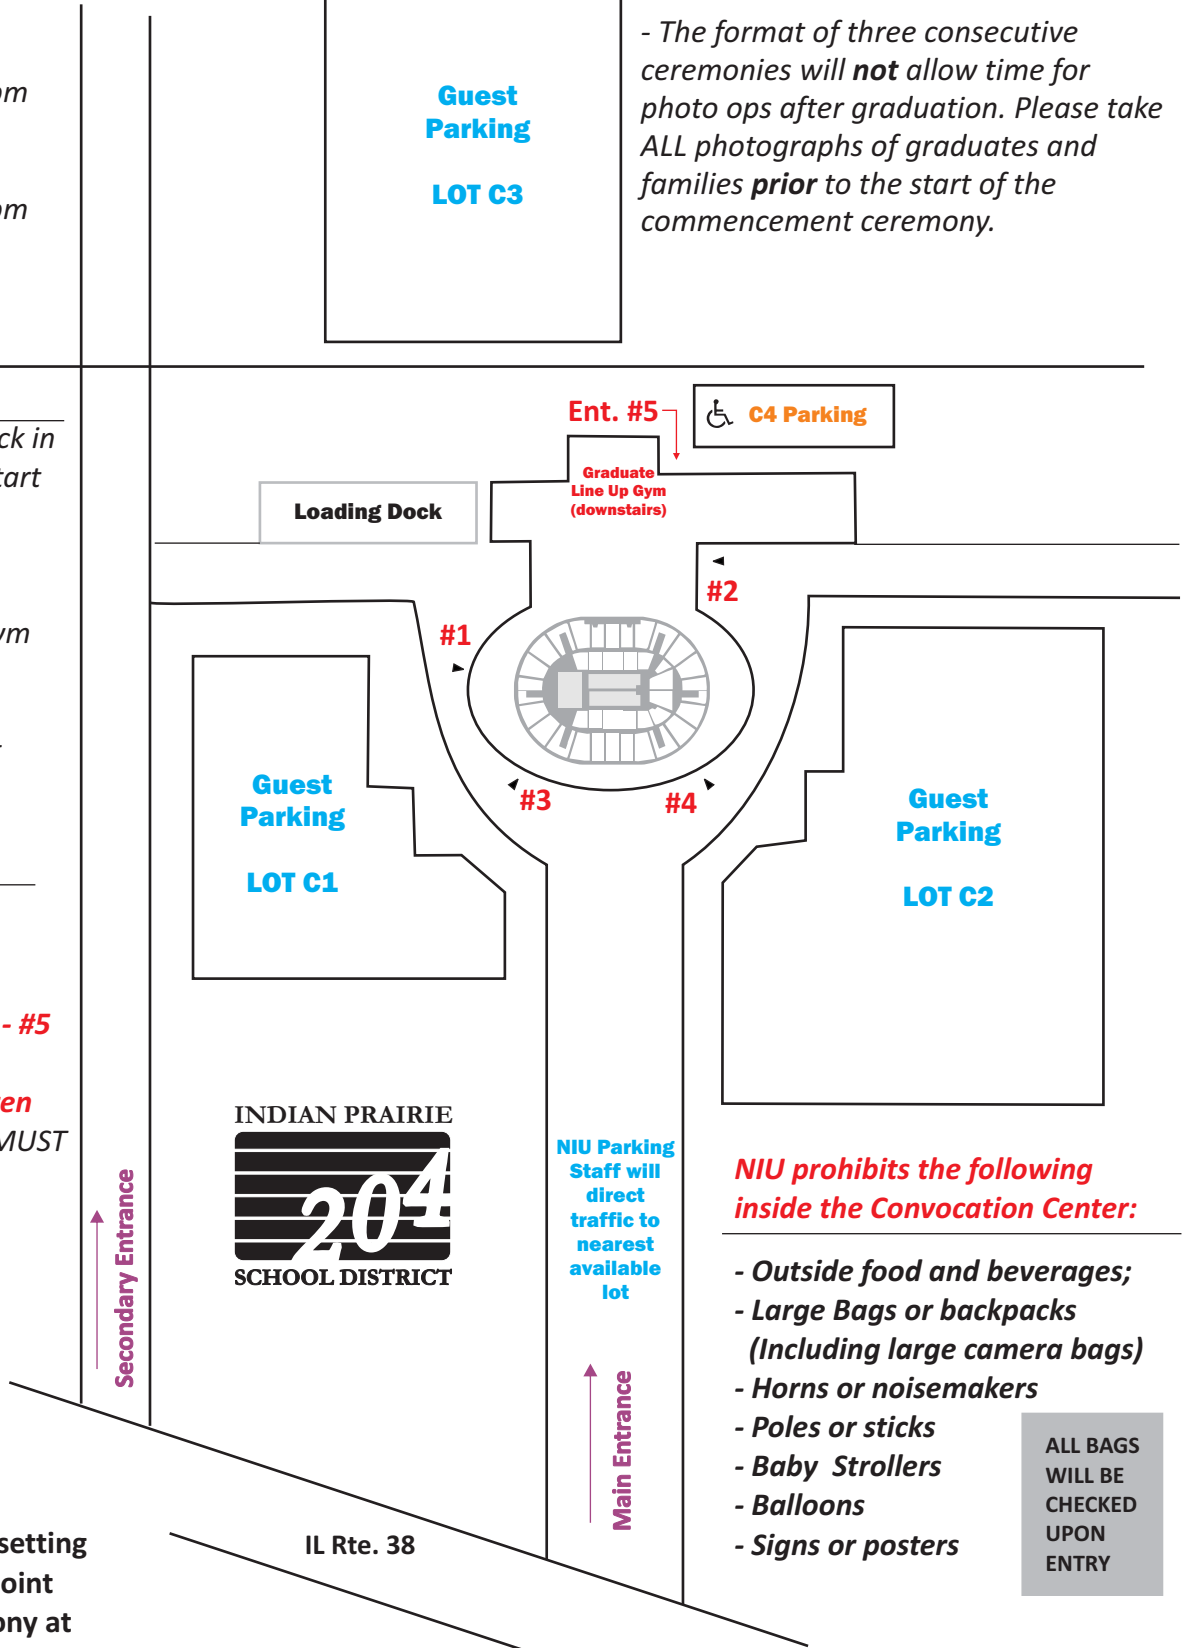 - The format of three consecutive
ceremonies will not allow time for
photo ops after graduation. Please take
ALL photographs of graduates and
families prior to the start of the
commencement ceremony.
Guest
Parking
LOT C3
Ent. #5
C4 Parking
Graduate
Line Up Gym
(downstairs)
Loading Dock
#2
#1
#3
#4
Guest
Parking
LOT C1
Guest
Parking
LOT C2
in
- #5
MUST
INDIAN PRAIRIE
204
SCHOOL DISTRICT
NIU Parking
Staff will
direct
traffic to
nearest
available
lot
Secondary Entrance
Main Entrance
IL Rte. 38
NIU prohibits the following
inside the Convocation Center:
- Outside food and beverages;
- Large Bags or backpacks
(Including large camera bags)
- Horns or noisemakers
- Poles or sticks
- Baby Strollers
- Balloons
- Signs or posters
ALL BAGS
WILL BE
CHECKED
UPON
ENTRY
setting
at